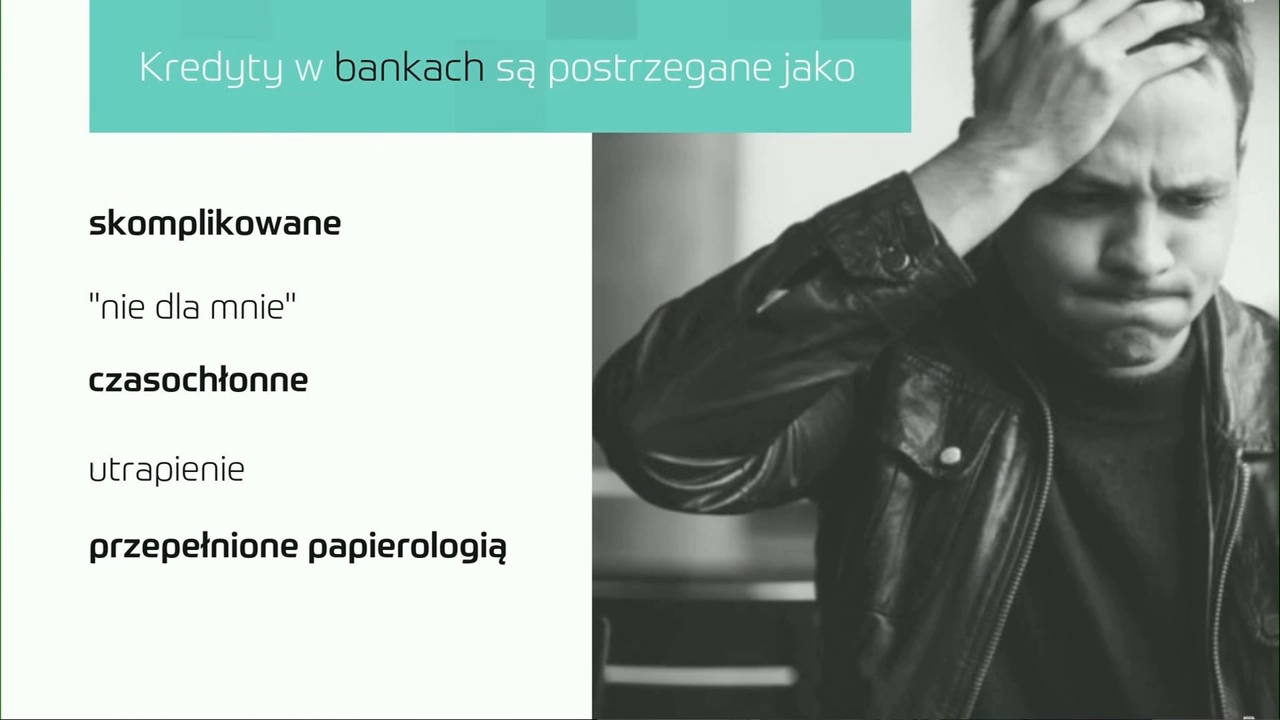 Kredyty w bankach są postrzegane jako
skomplikowane
"nie dla mnie"
czasochłonne
utrapienie
przepełnione papierologią